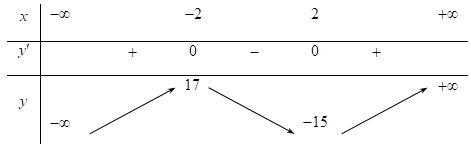 x −∞ −2 2 +∞
y' + 0 − 0 +
17 +∞
y
−∞ −15